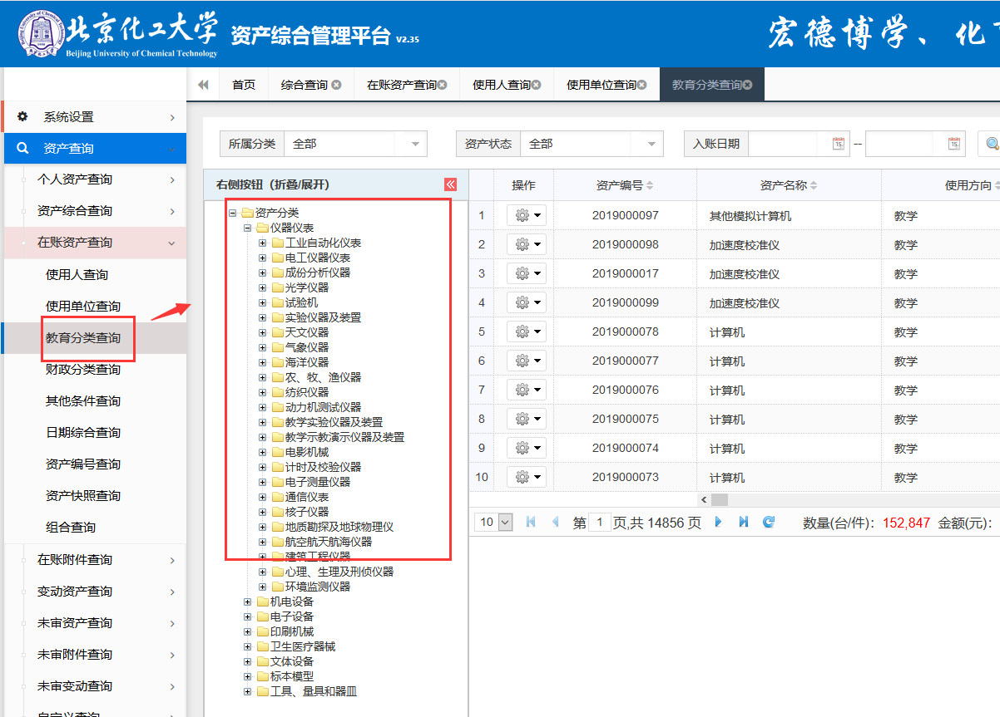 北京化工大学
Beijing University of Chemical Technology
资产综合管理平台 V2.35
宏德博学、化
首页 综合查询 在账资产查询 使用人查询 使用单位查询 教育分类查询
系统设置
资产查询
个人资产查询
资产综合查询
在账资产查询
使用人查询
使用单位查询
教育分类查询
财政分类查询
其他条件查询
日期综合查询
资产编号查询
资产快照查询
组合查询
在账附件查询
变动资产查询
未审资产查询
未审附件查询
未审变动查询
自定义查询
所属分类 全部 资产状态 全部 入账日期 --
右侧按钮（折叠/展开）
资产分类
仪器仪表
工业自动化仪表
电工仪器仪表
成份分析仪器
光学仪器
试验机
实验仪器及装置
天文仪器
气象仪器
海洋仪器
农、牧、渔仪器
纺织仪器
动力机测试仪器
教学实验仪器及装置
教学示教演示仪器及装置
电影机械
计时及校验仪器
电子测量仪器
通信仪表
核子仪器
地质勘探及地球物理仪
航空航天航海仪器
建筑工程仪器
心理、生理及刑侦仪器
环境监测仪器
机电设备
电子设备
印刷机械
卫生医疗器械
文体设备
标本模型
工具、量具和器皿
操作 资产编号 资产名称 使用方向
1 2019000097 其他模拟计算机 教学
2 2019000098 加速度校准仪 教学
3 2019000017 加速度校准仪 教学
4 2019000099 加速度校准仪 教学
5 2019000078 计算机 教学
6 2019000077 计算机 教学
7 2019000076 计算机 教学
8 2019000075 计算机 教学
9 2019000074 计算机 教学
10 2019000073 计算机 教学
10 第 1 页,共 14856 页 数量(台/件): 152,847 金额(元):